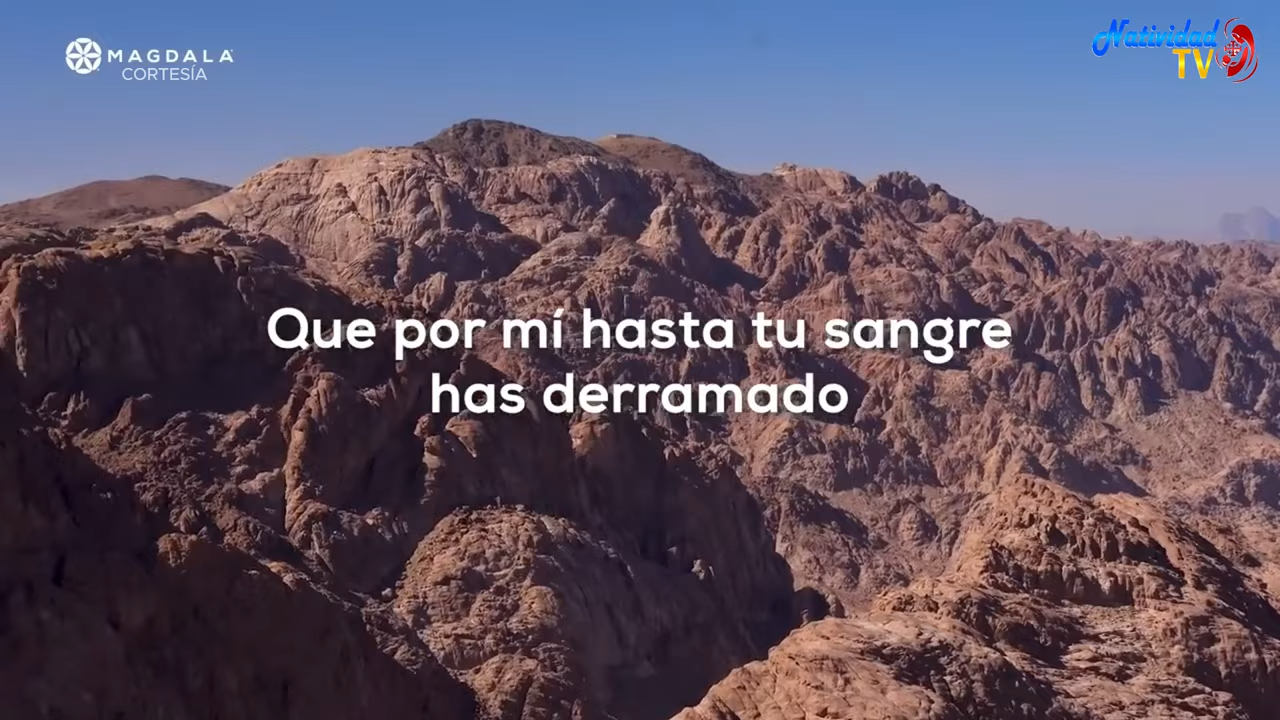 MAGDALA
CORTESÍA
Natividad
TV
Que por mí hasta tu sangre
has derramado